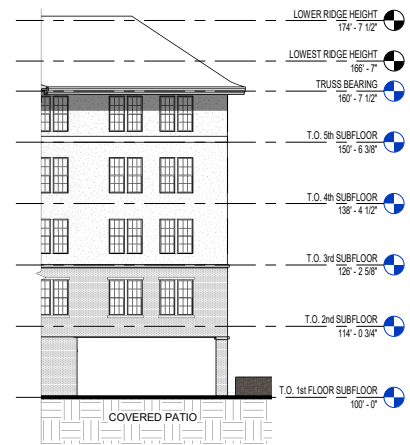 LOWER RIDGE HEIGHT
174' - 7 1/2"
LOWEST RIDGE HEIGHT
166' - 7"
TRUSS BEARING
160' - 7 1/2"
T.O. 5th SUBFLOOR
150' - 6 3/8"
T.O. 4th SUBFLOOR
138' - 4 1/2"
T.O. 3rd SUBFLOOR
126' - 2 5/8"
T.O. 2nd SUBFLOOR
114' - 0 3/4"
T.O. 1st FLOOR SUBFLOOR
100' - 0"
COVERED PATIO